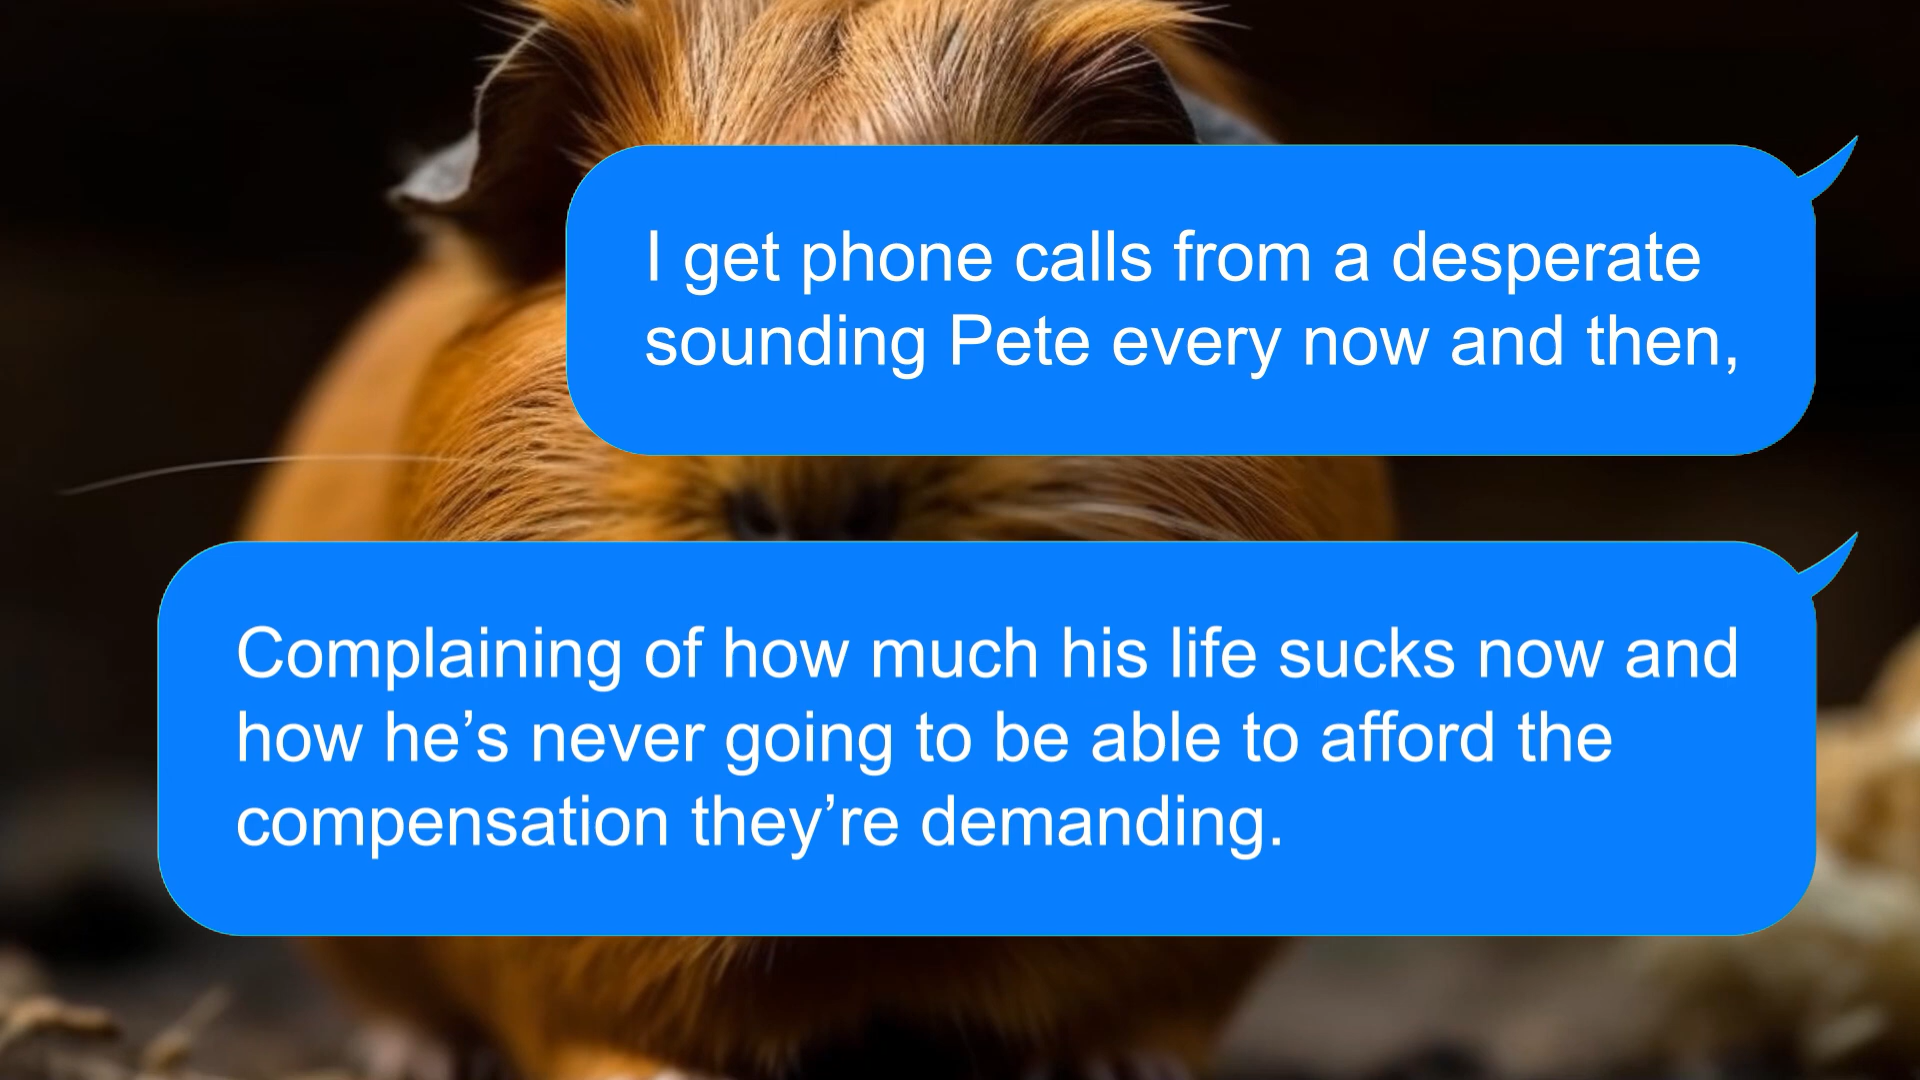 I get phone calls from a desperate
sounding Pete every now and then,
Complaining of how much his life sucks now and
how he’s never going to be able to afford the
compensation they’re demanding.